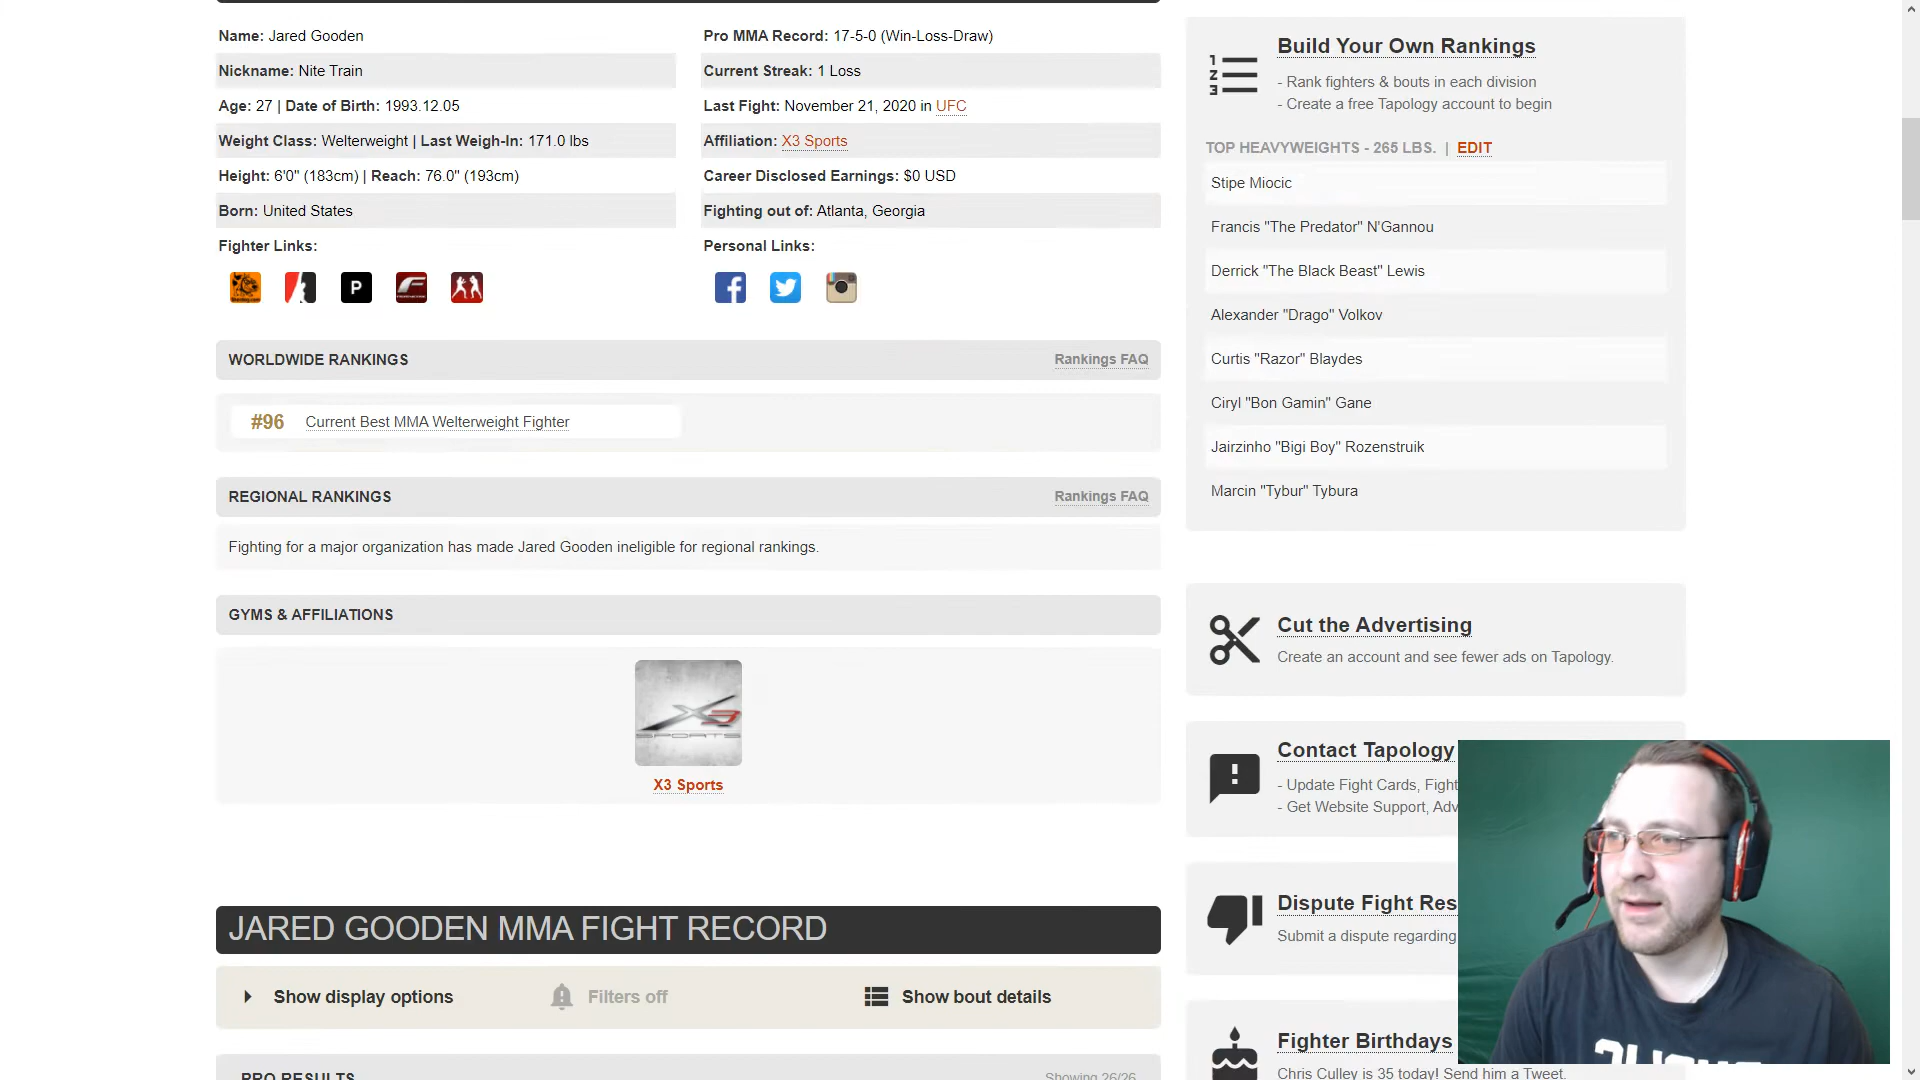 Name: Jared Gooden
Nickname: Nite Train
Age: 27 | Date of Birth: 1993.12.05
Weight Class: Welterweight | Last Weigh-In: 171.0 lbs
Height: 6'0" (183cm) | Reach: 76.0" (193cm)
Born: United States
Fighter Links:
Pro MMA Record: 17-5-0 (Win-Loss-Draw)
Current Streak: 1 Loss
Last Fight: November 21, 2020 in UFC
Affiliation: X3 Sports
Career Disclosed Earnings: $0 USD
Fighting out of: Atlanta, Georgia
Personal Links:
P
WORLDWIDE RANKINGS
Rankings FAQ
#96 Current Best MMA Welterweight Fighter
REGIONAL RANKINGS
Rankings FAQ
Fighting for a major organization has made Jared Gooden ineligible for regional rankings.
GYMS & AFFILIATIONS
X3
SPORTS
X3 Sports
JARED GOODEN MMA FIGHT RECORD
Show display options
Filters off
Show bout details
PRO RESULTS
Showing 26/26
1
2
3
Build Your Own Rankings
- Rank fighters & bouts in each division
- Create a free Tapology account to begin
TOP HEAVYWEIGHTS - 265 LBS. | EDIT
Stipe Miocic
Francis "The Predator" N'Gannou
Derrick "The Black Beast" Lewis
Alexander "Drago" Volkov
Curtis "Razor" Blaydes
Ciryl "Bon Gamin" Gane
Jairzinho "Bigi Boy" Rozenstruik
Marcin "Tybur" Tybura
Cut the Advertising
Create an account and see fewer ads on Tapology.
Contact Tapology
- Update Fight Cards, Fight
- Get Website Support, Adv
Dispute Fight Res
Submit a dispute regarding
Fighter Birthdays
Chris Culley is 35 today! Send him a Tweet.